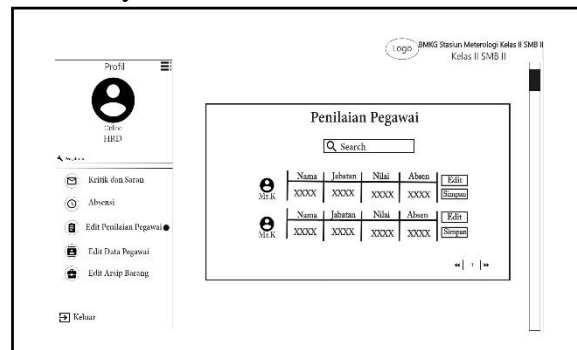 Logo
BMKG Stasiun Meterologi Kelas II SMB II
Kelas II SMB II
Profil
Online
HRD
Kritik dan Saran
Absensi
Edit Penilaian Pegawai
Edit Data Pegawai
Edit Arsip Barang
Keluar
Penilaian Pegawai
Search
Nama Jabatan Nilai Absen Edit
Mr.K XXXX XXXX XXXX XXXX Simpan
Nama Jabatan Nilai Absen Edit
Mr.K XXXX XXXX XXXX XXXX Simpan
1